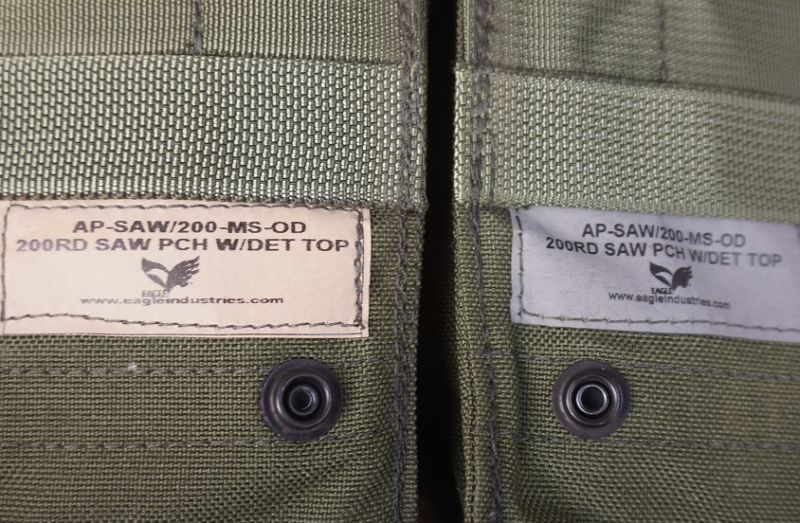 AP-SAW/200-MS-OD
200RD SAW PCH W/DET TOP
EAGLE
www.eagleindustries.com
AP-SAW/200-MS-OD
200RD SAW PCH W/DET TOP
EAGLE
www.eagleindustries.com